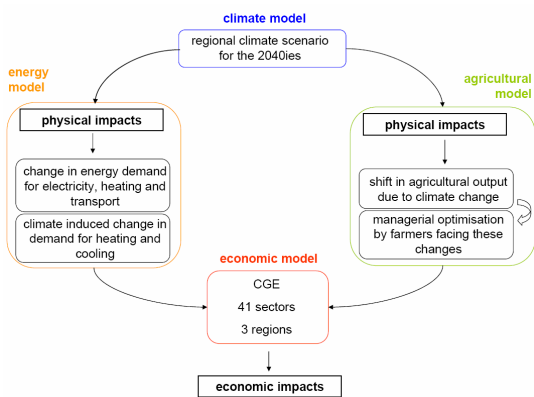 climate model
regional climate scenario
for the 2040ies
energy
model
physical impacts
change in energy demand
for electricity, heating and
transport
climate induced change in
demand for heating and
cooling
agricultural
model
physical impacts
shift in agricultural output
due to climate change
managerial optimisation
by farmers facing these
changes
economic model
CGE
41 sectors
3 regions
economic impacts